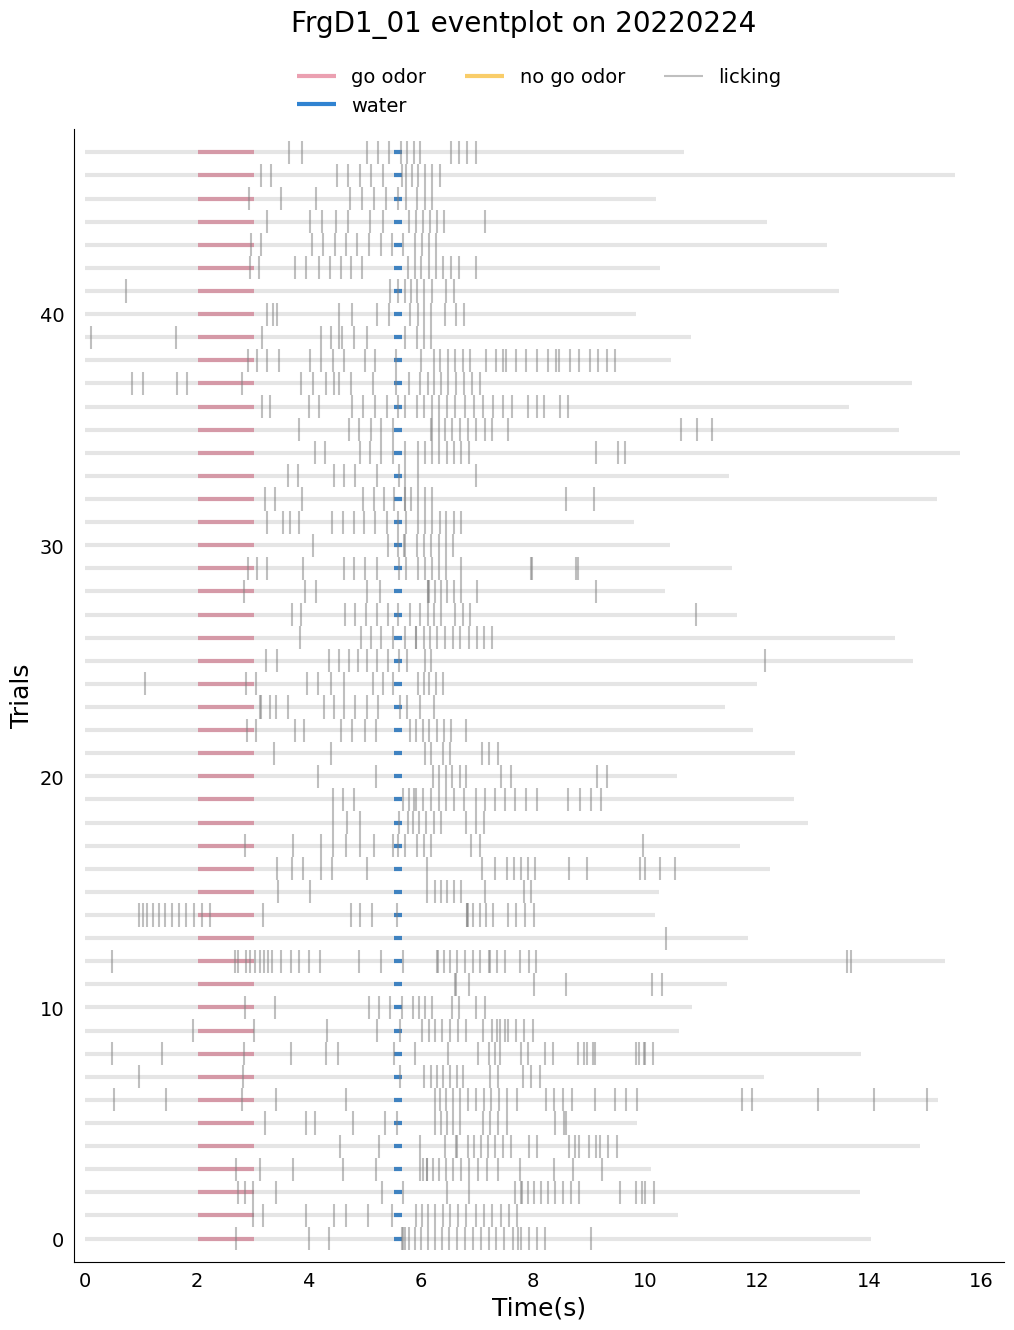 FrgD1_01 eventplot on 20220224
go odor no go odor licking
water
40
30
20
10
0
Trials
0 2 4 6 8 10 12 14 16
Time(s)